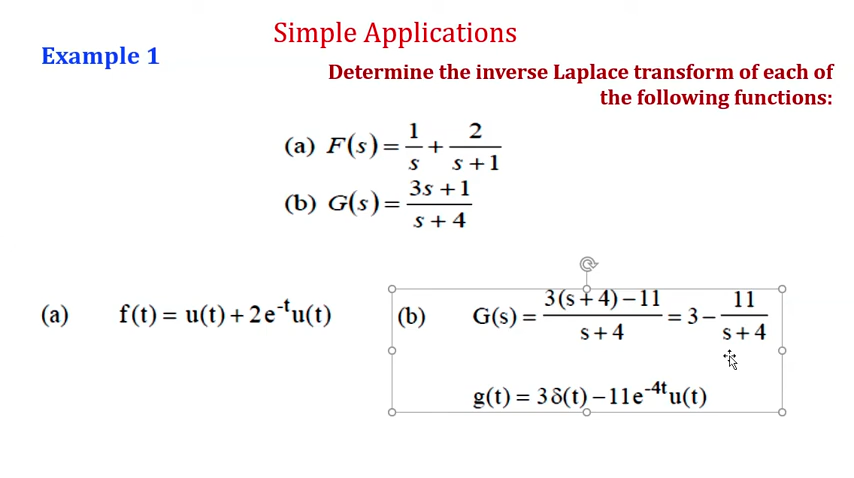 Simple Applications
Example 1
Determine the inverse Laplace transform of each of
the following functions:
(a) F(s) = 1/s + 2/(s + 1)
(b) G(s) = (3s + 1)/(s + 4)
(a) f(t) = u(t) + 2e^-t u(t)
(b) G(s) = (3(s + 4) − 11)/(s + 4) = 3 − 11/(s + 4)
g(t) = 3δ(t) − 11e^-4t u(t)